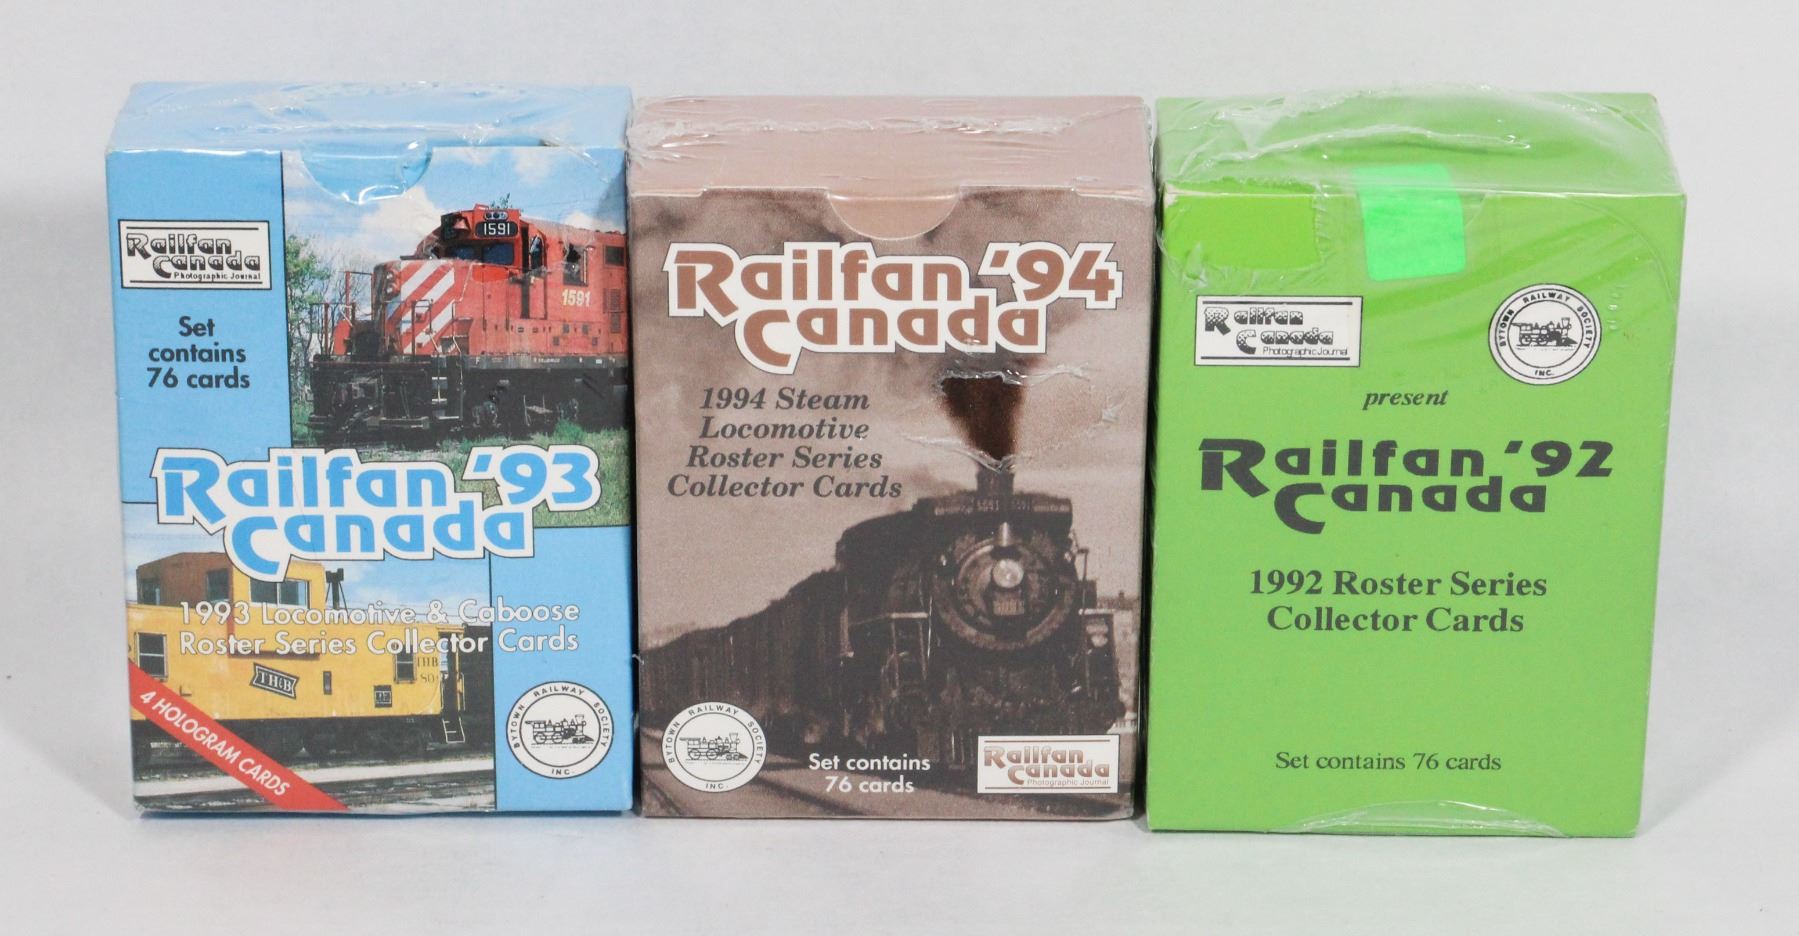 1591
1591
Railfan
Canada
Photographic Journal
Set
contains
76 cards
Railfan '93
Canada
1993 Locomotive & Caboose
Roster Series Collector Cards
TH&B
THB
4 HOLOGRAM CARDS
BYTOWN RAILWAY SOCIETY
INC.
Railfan '94
Canada
1994 Steam
Locomotive
Roster Series
Collector Cards
BYTOWN RAILWAY SOCIETY
INC.
Set contains
76 cards
Railfan
Canada
Photographic Journal
Railfan
Canada
Photographic Journal
BYTOWN RAILWAY SOCIETY
INC.
present
Railfan '92
Canada
1992 Roster Series
Collector Cards
Set contains 76 cards